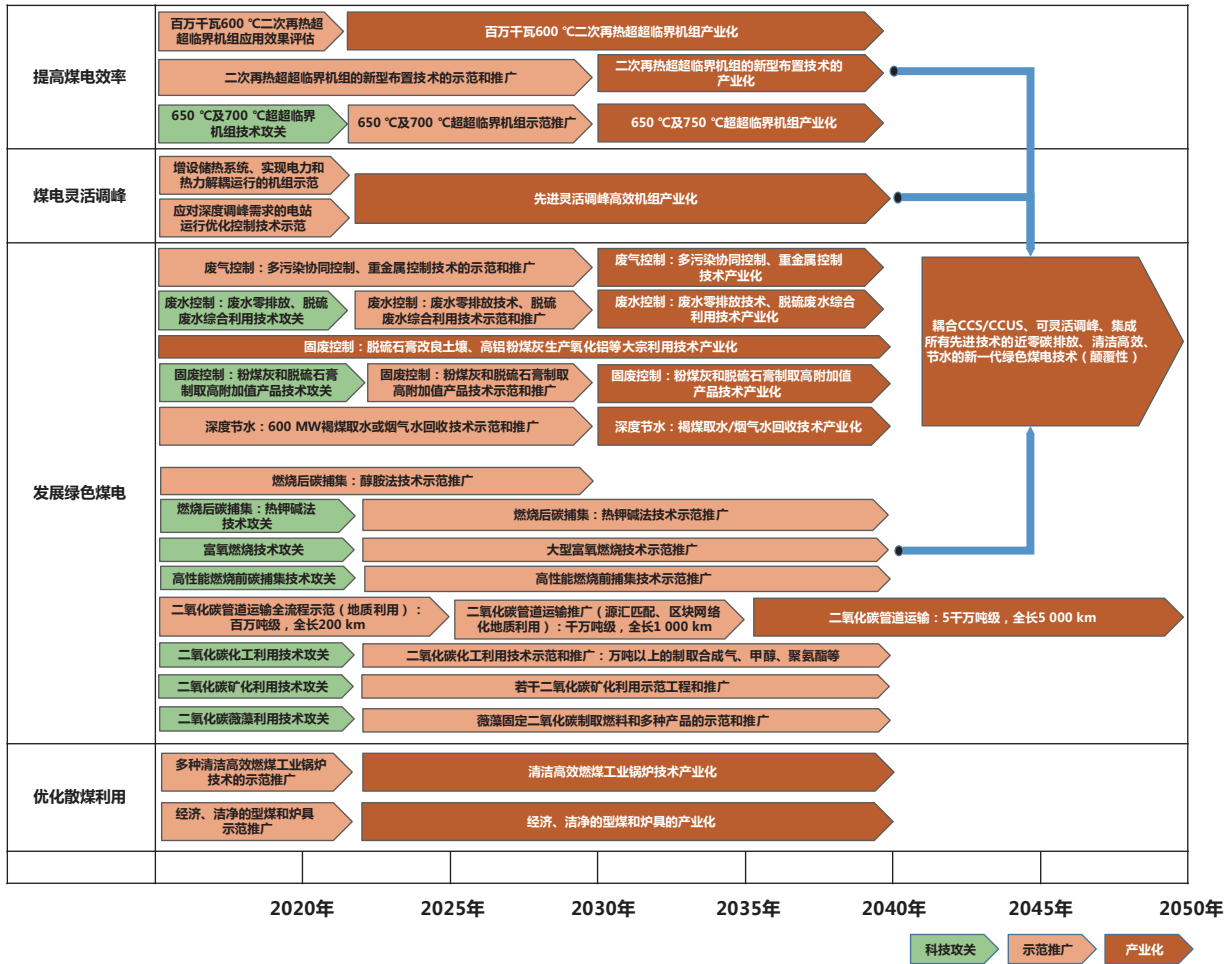 提高煤电效率
百万千瓦600 ℃二次再热超
超临界机组应用效果评估
百万千瓦600 ℃二次再热超临界机组产业化
二次再热超超临界机组的新型布置技术的示范和推广
二次再热超临界机组的新型布置技术的
产业化
650 ℃及700 ℃超超临界
机组技术攻关
650 ℃及700 ℃超超临界机组示范推广
650 ℃及750 ℃超超临界机组产业化
煤电灵活调峰
增设储热系统、实现电力和
热力解耦运行的机组示范
应对深度调峰需求的电站
运行优化控制技术示范
先进灵活调峰高效机组产业化
发展绿色煤电
废气控制：多污染协同控制、重金属控制技术的示范和推广
废气控制：多污染协同控制、重金属控制
技术产业化
废水控制：废水零排放、脱硫
废水综合利用技术攻关
废水控制：废水零排放技术、脱硫
废水综合利用技术示范和推广
废水控制：废水零排放技术、脱硫废水综合
利用技术产业化
固废控制：脱硫石膏改良土壤、高铝粉煤灰生产氧化铝等大宗利用技术产业化
固废控制：粉煤灰和脱硫石膏
制取高附加值产品技术攻关
固废控制：粉煤灰和脱硫石膏制取
高附加值产品技术示范和推广
固废控制：粉煤灰和脱硫石膏制取高附加值
产品技术产业化
深度节水：600 MW褐煤取水或烟气水回收技术示范和推广
深度节水：褐煤取水/烟气水回收技术产业化
耦合CCS/CCUS、可灵活调峰、集成
所有先进技术的近零碳排放、清洁高效、
节水的新一代绿色煤电技术（颠覆性）
燃烧后碳捕集：醇胺法技术示范推广
燃烧后碳捕集：热钾碱法
技术攻关
燃烧后碳捕集：热钾碱法技术示范推广
富氧燃烧技术攻关
大型富氧燃烧技术示范推广
高性能燃烧前碳捕集技术攻关
高性能燃烧前捕集技术示范推广
二氧化碳管道运输全流程示范（地质利用）：
百万吨级，全长200 km
二氧化碳管道运输推广（源汇匹配、区块网络
化地质利用）：千万吨级，全长1 000 km
二氧化碳管道运输：5千万吨级，全长5 000 km
二氧化碳化工利用技术攻关
二氧化碳化工利用技术示范和推广：万吨以上的制取合成气、甲醇、聚氨酯等
二氧化碳矿化利用技术攻关
若干二氧化碳矿化利用示范工程和推广
二氧化碳薇藻利用技术攻关
薇藻固定二氧化碳制取燃料和多种产品的示范和推广
优化散煤利用
多种清洁高效燃煤工业锅炉
技术的示范推广
清洁高效燃煤工业锅炉技术产业化
经济、洁净的型煤和炉具
示范推广
经济、洁净的型煤和炉具的产业化
2020年
2025年
2030年
2035年
2040年
2045年
2050年
科技攻关
示范推广
产业化